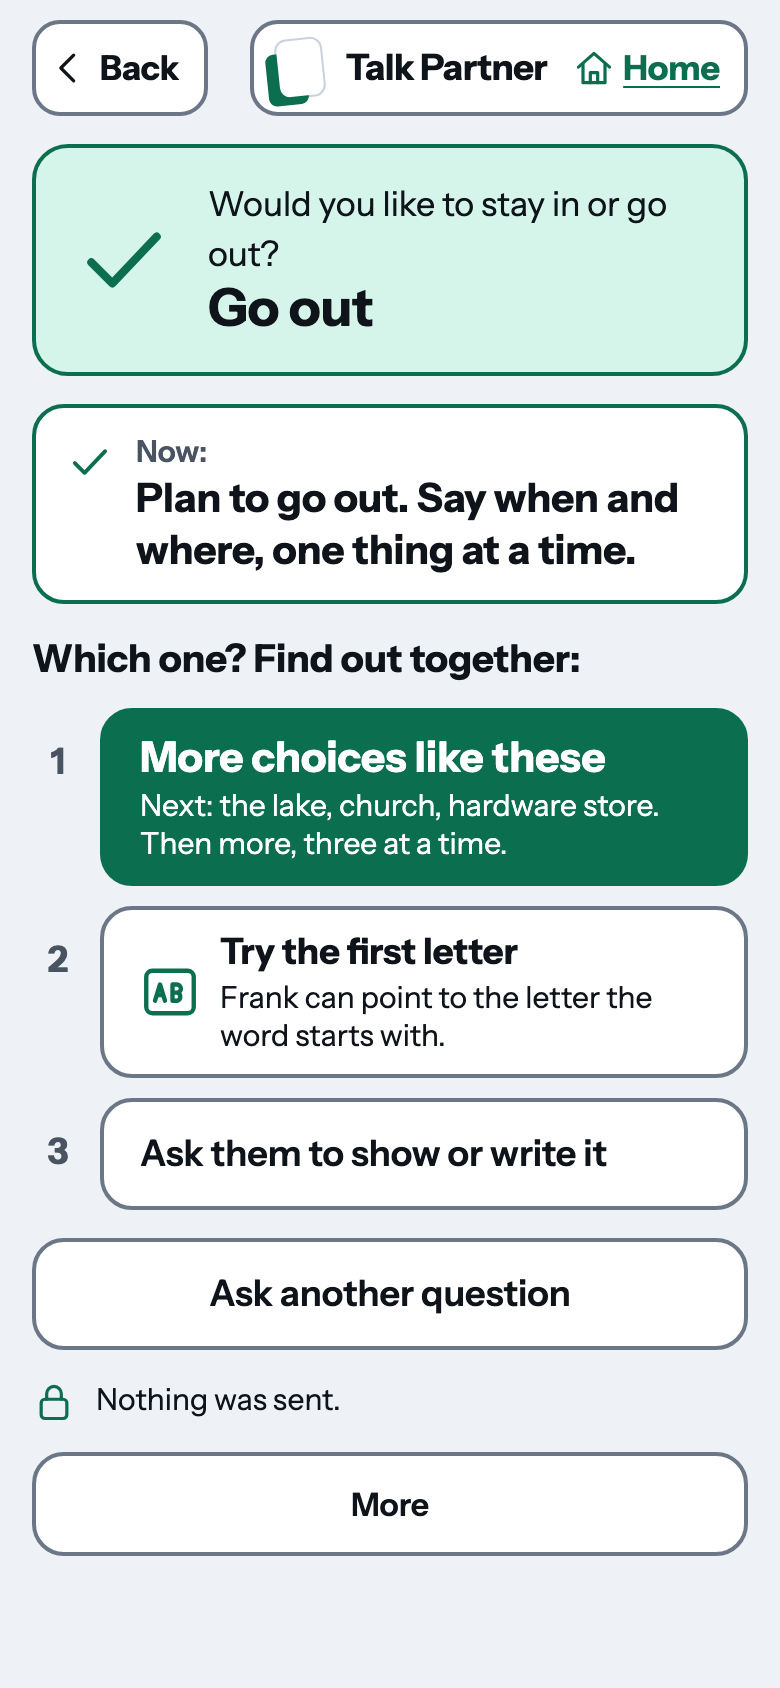 Back
Talk Partner
Home
Would you like to stay in or go
out?
Go out
Now:
Plan to go out. Say when and
where, one thing at a time.
Which one? Find out together:
1
More choices like these
Next: the lake, church, hardware store.
Then more, three at a time.
2
AB
Try the first letter
Frank can point to the letter the
word starts with.
3
Ask them to show or write it
Ask another question
Nothing was sent.
More